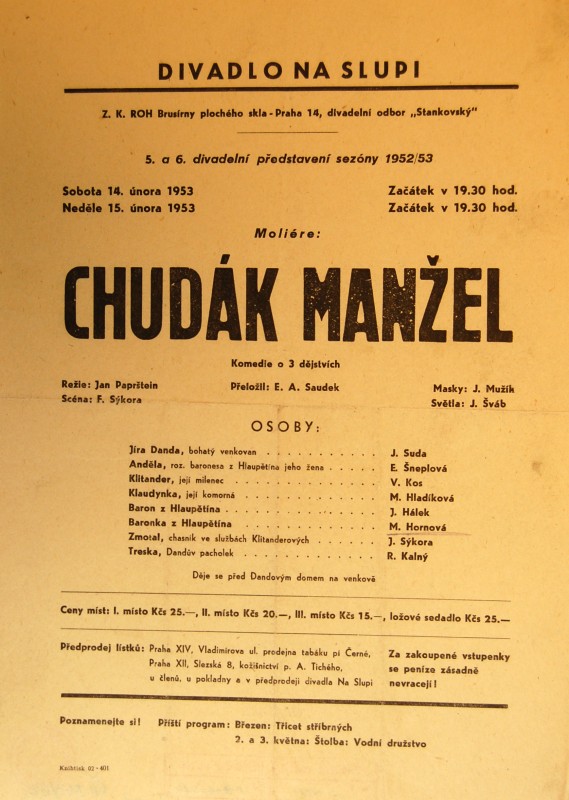 DIVADLO NA SLUPI
Z. K. ROH Brusírny plochého skla - Praha 14, divadelní odbor „Stankovský"
5. a 6. divadelní představení sezóny 1952/53
Sobota 14. února 1953 Začátek v 19.30 hod.
Neděle 15. února 1953 Začátek v 19.30 hod.
Moliére:
CHUDÁK MANŽEL
Komedie o 3 dějstvích
Režie: Jan Paprštein Přeložil: E. A. Saudek Masky: J. Mužík
Scéna: F. Sýkora Světla: J. Šváb
OSOBY:
Jíra Danda, bohatý venkovan . . . . . . . . . . J. Suda
Anděla, roz. baronesa z Hlaupětína jeho žena . . . . . E. Šneplová
Klitander, její milenec . . . . . . . . . . . . . V. Kos
Klaudynka, její komorná . . . . . . . . . . . . M. Hladíková
Baron z Hlaupětína . . . . . . . . . . . . . J. Hálek
Baronka z Hlaupětína . . . . . . . . . . . . M. Hornová
Zmotal, chasník ve službách Klitanderových . . . . . . J. Sýkora
Treska, Dandův pacholek . . . . . . . . . . . . R. Kalný
Děje se před Dandovým domem na venkově
Ceny míst: I. místo Kčs 25.—, II. místo Kčs 20.—, III. místo Kčs 15.—, ložové sedadlo Kčs 25.—
Předprodej lístků: Praha XIV, Vladimírova ul. prodejna tabáku pí Černé,
Praha XII, Slezská 8, kožišnictví p. A. Tichého,
u členů, u pokladny a v předprodeji divadla Na Slupi
Za zakoupené vstupenky
se peníze zásadně
nevracejí!
Poznamenejte si! Příští program: Březen: Třicet stříbrných
2. a 3. května: Štolba: Vodní družstvo
Knihtisk 02 - 401